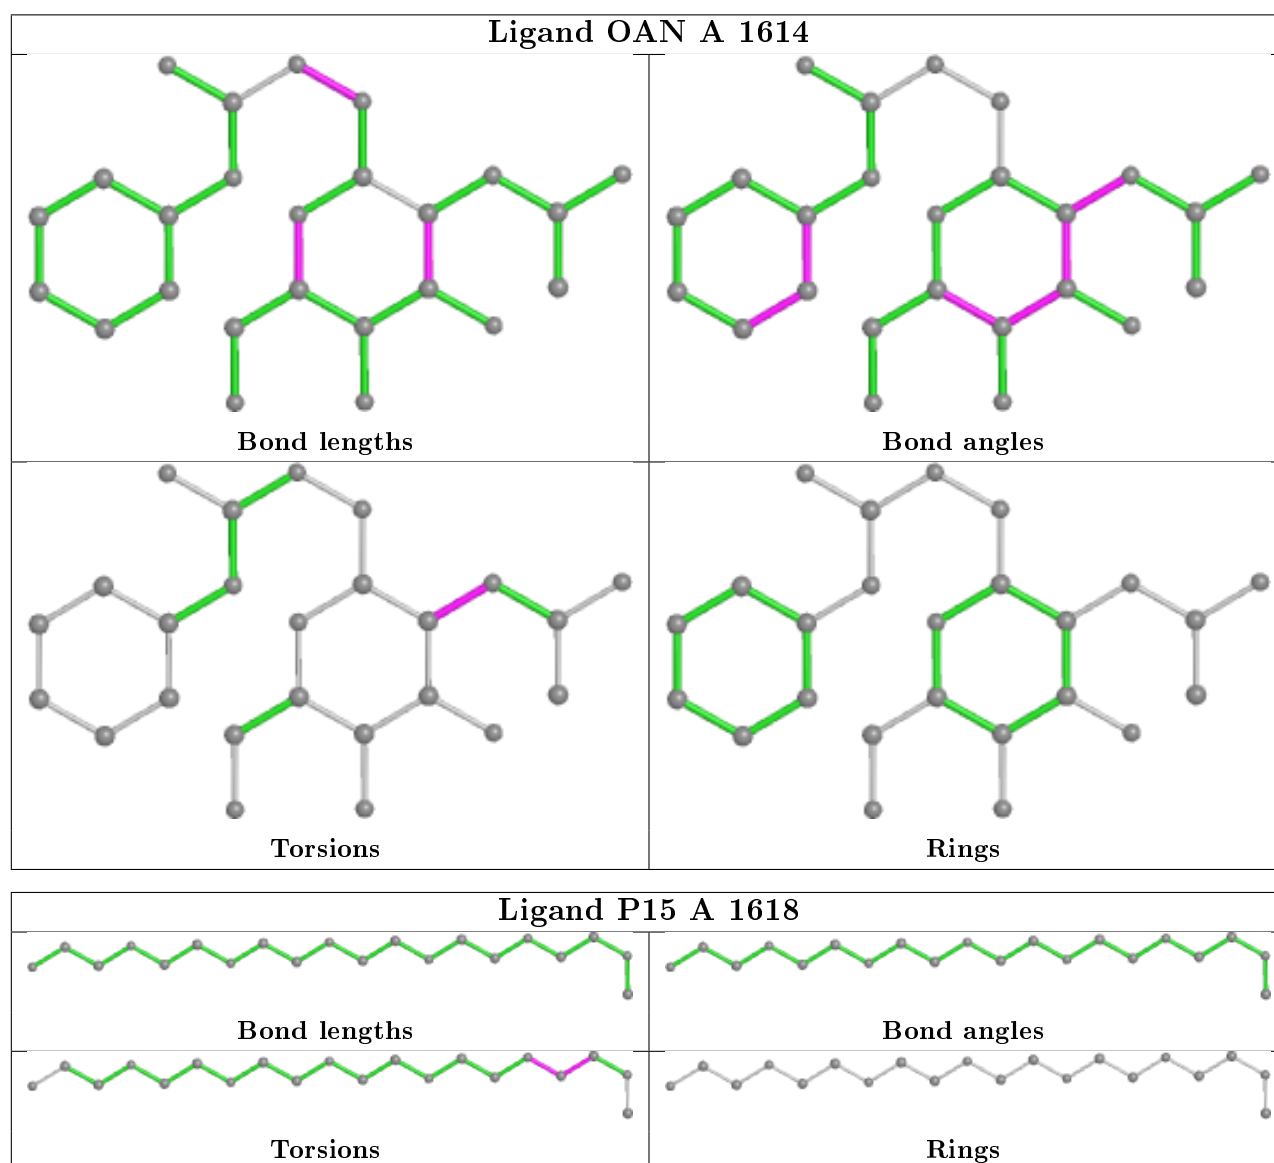 Ligand OAN A 1614
Bond lengths
Bond angles
Torsions
Rings
Ligand P15 A 1618
Bond lengths
Bond angles
Torsions
Rings